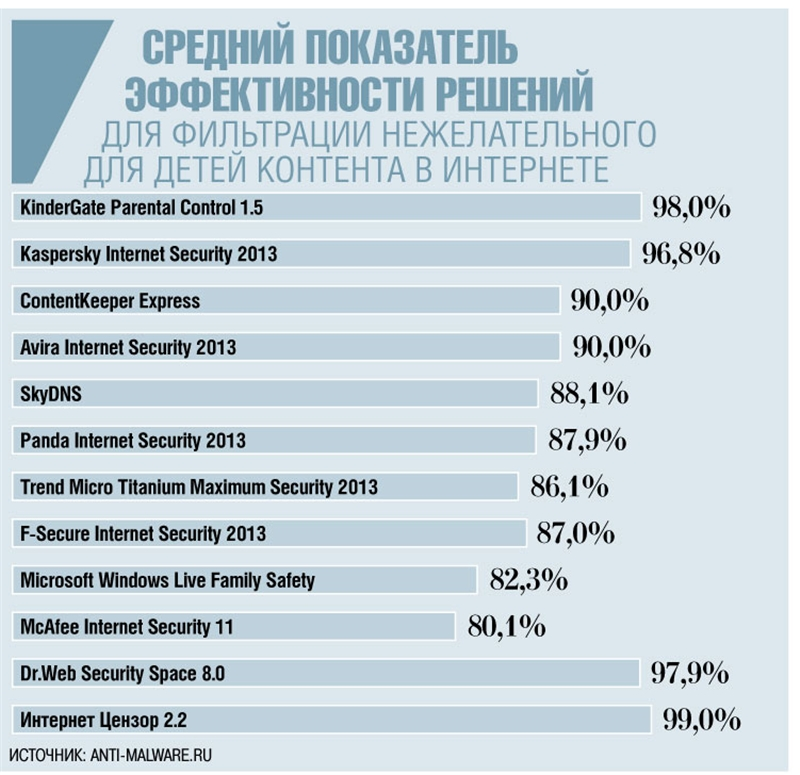 СРЕДНИЙ ПОКАЗАТЕЛЬ
ЭФФЕКТИВНОСТИ РЕШЕНИЙ
ДЛЯ ФИЛЬТРАЦИИ НЕЖЕЛАТЕЛЬНОГО
ДЛЯ ДЕТЕЙ КОНТЕНТА В ИНТЕРНЕТЕ
KinderGate Parental Control 1.5 98,0%
Kaspersky Internet Security 2013 96,8%
ContentKeeper Express 90,0%
Avira Internet Security 2013 90,0%
SkyDNS 88,1%
Panda Internet Security 2013 87,9%
Trend Micro Titanium Maximum Security 2013 86,1%
F-Secure Internet Security 2013 87,0%
Microsoft Windows Live Family Safety 82,3%
McAfee Internet Security 11 80,1%
Dr.Web Security Space 8.0 97,9%
Интернет Цензор 2.2 99,0%
ИСТОЧНИК: ANTI-MALWARE.RU